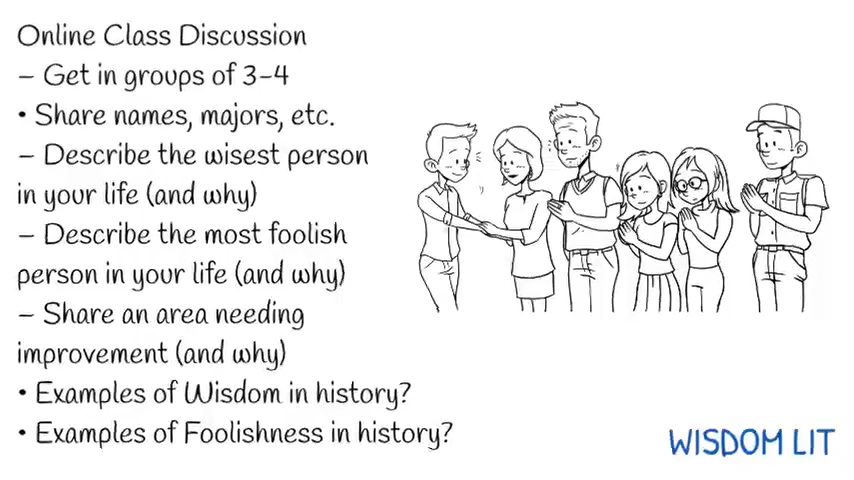 Online Class Discussion
– Get in groups of 3-4
• Share names, majors, etc.
– Describe the wisest person
in your life (and why)
– Describe the most foolish
person in your life (and why)
– Share an area needing
improvement (and why)
• Examples of Wisdom in history?
• Examples of Foolishness in history?
WISDOM LIT